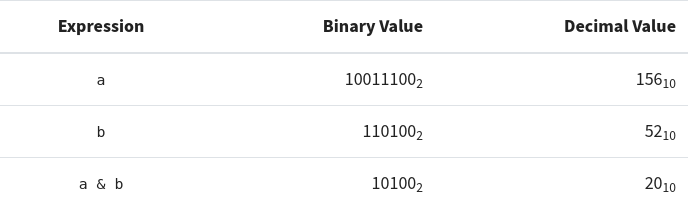 Expression Binary Value Decimal Value
a 10011100₂ 156₁₀
b 110100₂ 52₁₀
a & b 10100₂ 20₁₀